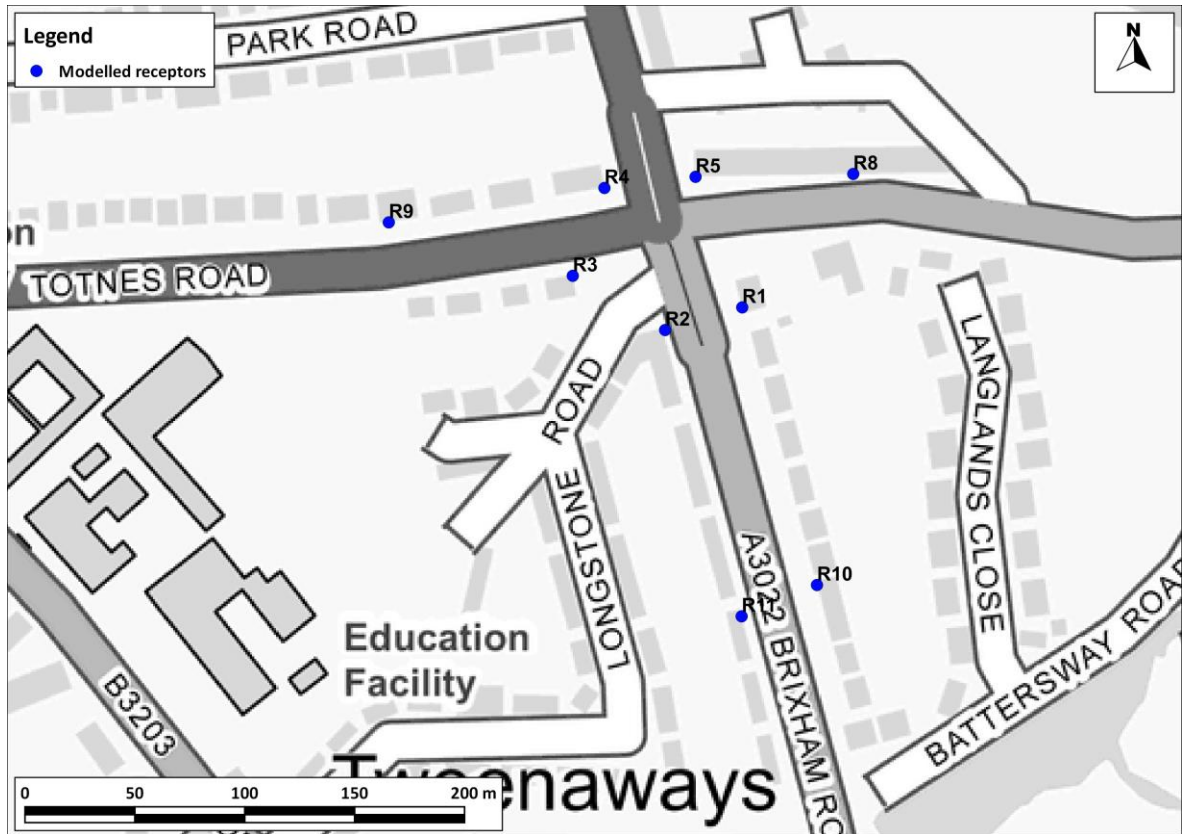 Legend
Modelled receptors
PARK ROAD
N
R5
R8
R4
R9
on
TOTNES ROAD
R3
R1
R2
LONGSTONE ROAD
LANGLANDS CLOSE
A3022 BRIXHAM RO
R10
R11
BATTERSWAY ROAD
Education
Facility
B3203
Tweenaways
0 50 100 150 200 m